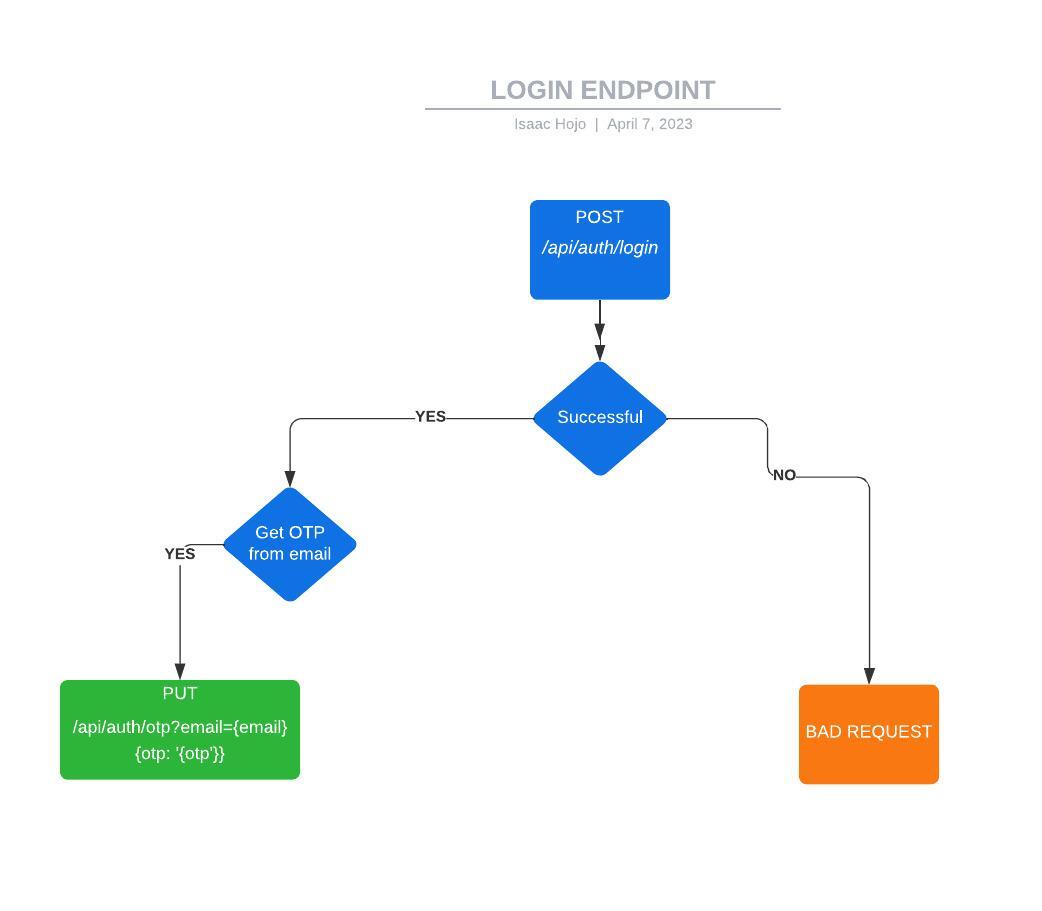 LOGIN ENDPOINT
Isaac Hojo | April 7, 2023
POST
/api/auth/login
Successful
YES
NO
Get OTP
from email
YES
PUT
/api/auth/otp?email={email}
{otp: '{otp'}}
BAD REQUEST